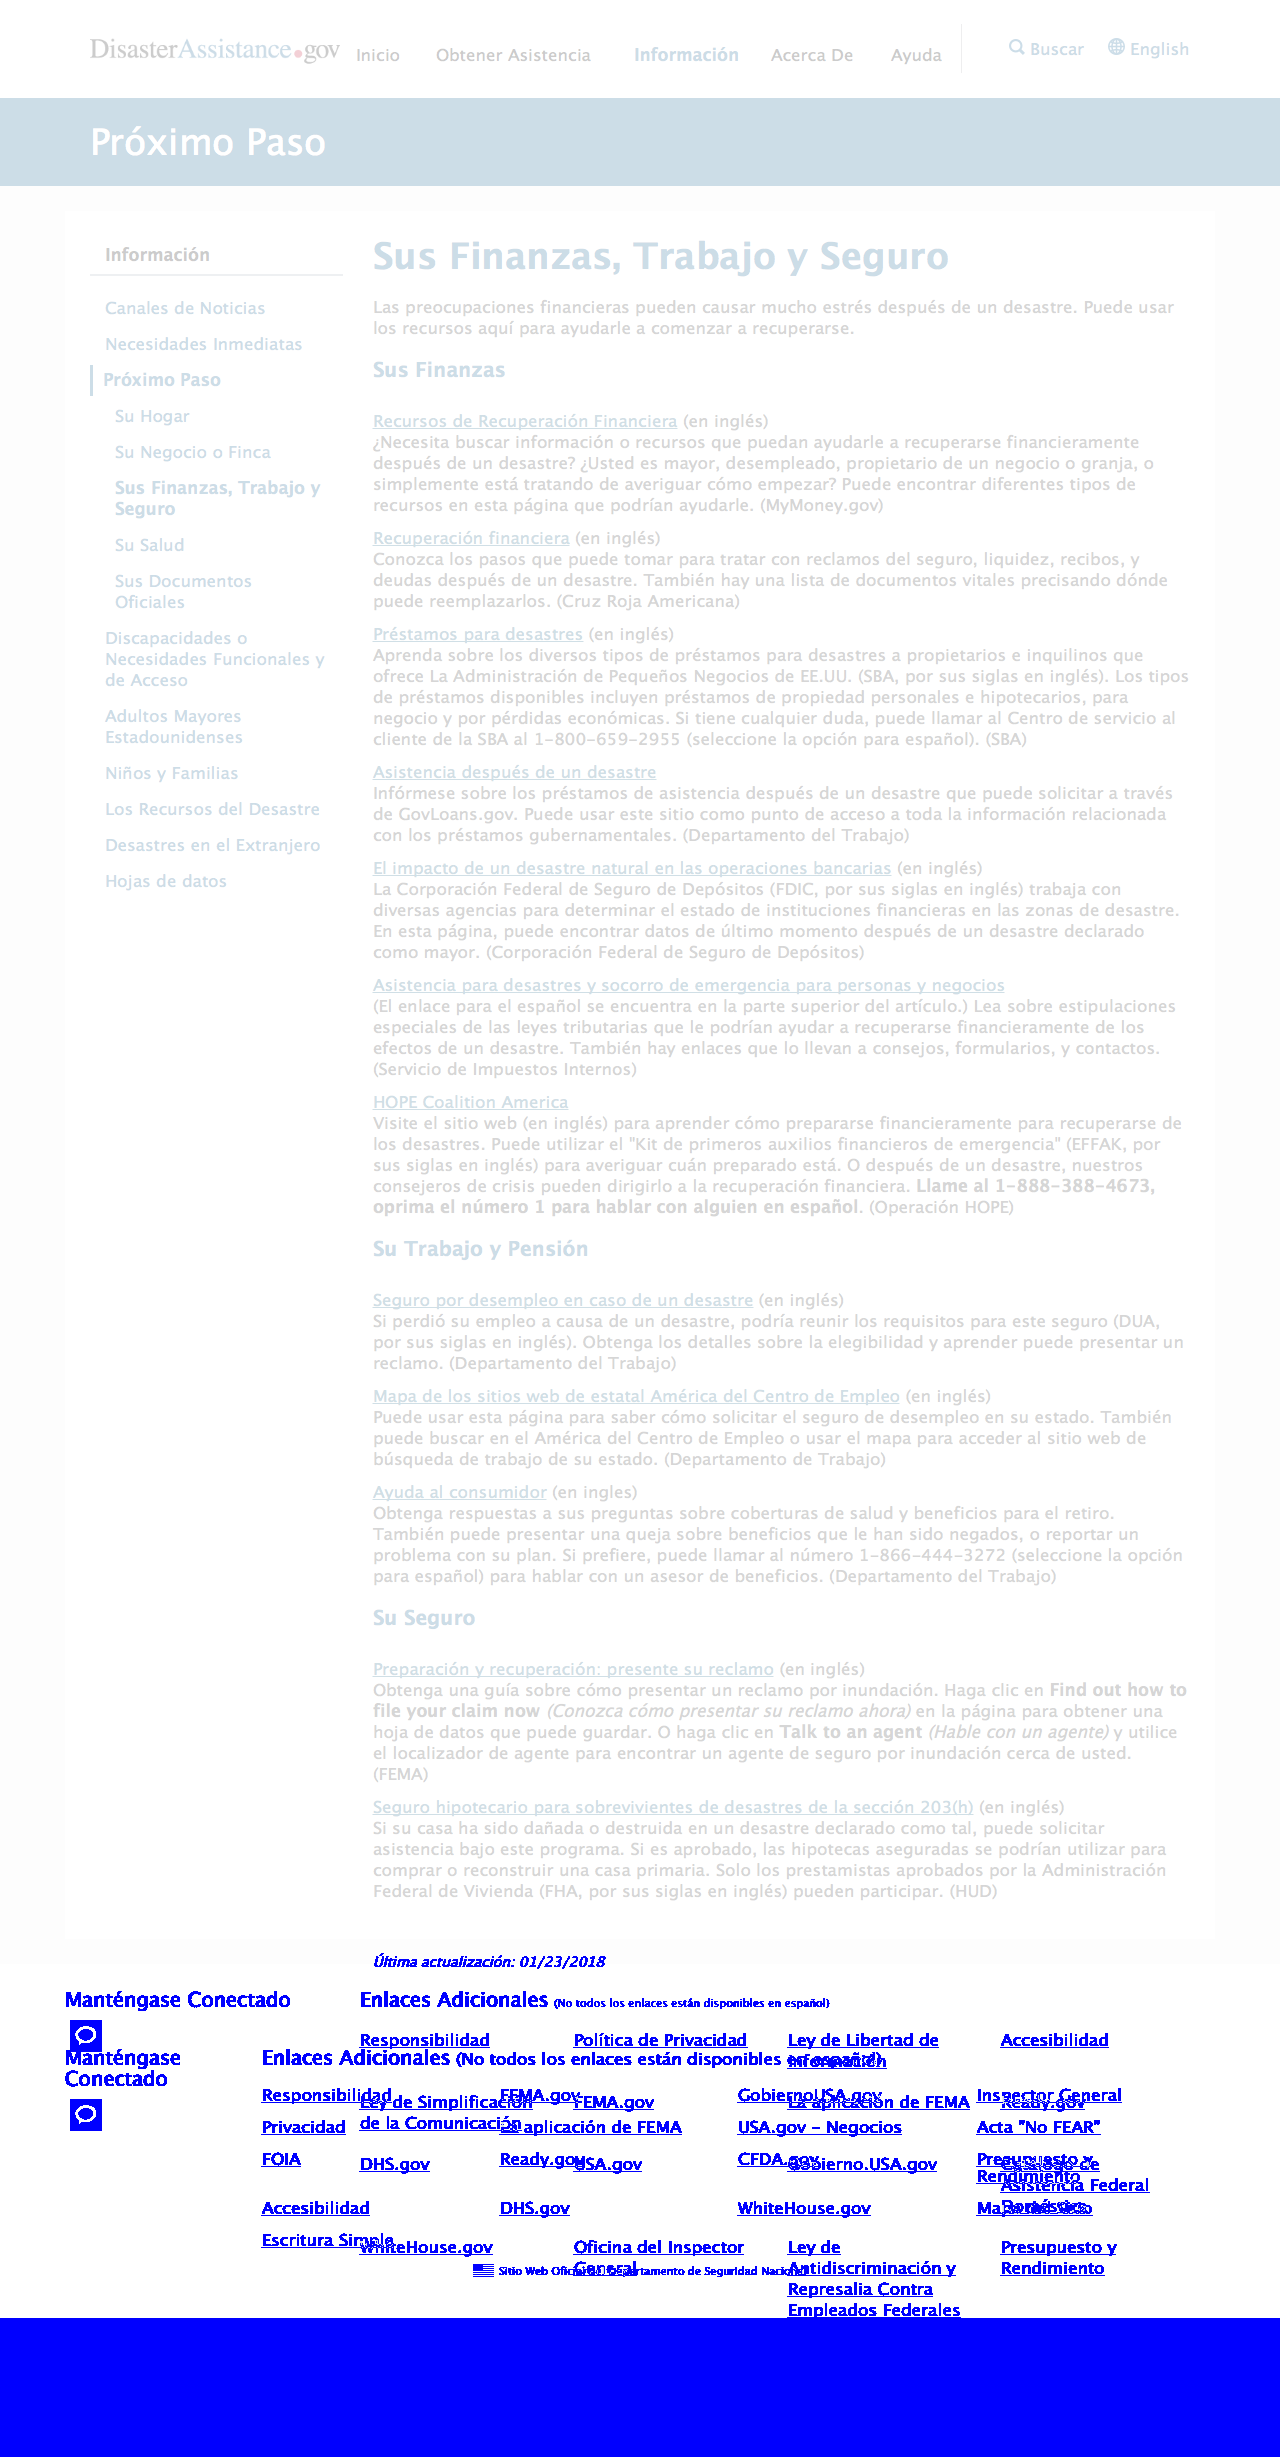 DisasterAssistance.gov Inicio Obtener Asistencia Información Acerca De Ayuda Buscar English
Próximo Paso
Información
Canales de Noticias
Necesidades Inmediatas
Próximo Paso
Su Hogar
Su Negocio o Finca
Sus Finanzas, Trabajo y
Seguro
Su Salud
Sus Documentos
Oficiales
Discapacidades o
Necesidades Funcionales y
de Acceso
Adultos Mayores
Estadounidenses
Niños y Familias
Los Recursos del Desastre
Desastres en el Extranjero
Hojas de datos
Sus Finanzas, Trabajo y Seguro
Las preocupaciones financieras pueden causar mucho estrés después de un desastre. Puede usar
los recursos aquí para ayudarle a comenzar a recuperarse.
Sus Finanzas
Recursos de Recuperación Financiera (en inglés)
¿Necesita buscar información o recursos que puedan ayudarle a recuperarse financieramente
después de un desastre? ¿Usted es mayor, desempleado, propietario de un negocio o granja, o
simplemente está tratando de averiguar cómo empezar? Puede encontrar diferentes tipos de
recursos en esta página que podrían ayudarle. (MyMoney.gov)
Recuperación financiera (en inglés)
Conozca los pasos que puede tomar para tratar con reclamos del seguro, liquidez, recibos, y
deudas después de un desastre. También hay una lista de documentos vitales precisando dónde
puede reemplazarlos. (Cruz Roja Americana)
Préstamos para desastres (en inglés)
Aprenda sobre los diversos tipos de préstamos para desastres a propietarios e inquilinos que
ofrece La Administración de Pequeños Negocios de EE.UU. (SBA, por sus siglas en inglés). Los tipos
de préstamos disponibles incluyen préstamos de propiedad personales e hipotecarios, para
negocio y por pérdidas económicas. Si tiene cualquier duda, puede llamar al Centro de servicio al
cliente de la SBA al 1-800-659-2955 (seleccione la opción para español). (SBA)
Asistencia después de un desastre
Infórmese sobre los préstamos de asistencia después de un desastre que puede solicitar a través
de GovLoans.gov. Puede usar este sitio como punto de acceso a toda la información relacionada
con los préstamos gubernamentales. (Departamento del Trabajo)
El impacto de un desastre natural en las operaciones bancarias (en inglés)
La Corporación Federal de Seguro de Depósitos (FDIC, por sus siglas en inglés) trabaja con
diversas agencias para determinar el estado de instituciones financieras en las zonas de desastre.
En esta página, puede encontrar datos de último momento después de un desastre declarado
como mayor. (Corporación Federal de Seguro de Depósitos)
Asistencia para desastres y socorro de emergencia para personas y negocios
(El enlace para el español se encuentra en la parte superior del artículo.) Lea sobre estipulaciones
especiales de las leyes tributarias que le podrían ayudar a recuperarse financieramente de los
efectos de un desastre. También hay enlaces que lo llevan a consejos, formularios, y contactos.
(Servicio de Impuestos Internos)
HOPE Coalition America
Visite el sitio web (en inglés) para aprender cómo prepararse financieramente para recuperarse de
los desastres. Puede utilizar el "Kit de primeros auxilios financieros de emergencia" (EFFAK, por
sus siglas en inglés) para averiguar cuán preparado está. O después de un desastre, nuestros
consejeros de crisis pueden dirigirlo a la recuperación financiera. Llame al 1-888-388-4673,
oprima el número 1 para hablar con alguien en español. (Operación HOPE)
Su Trabajo y Pensión
Seguro por desempleo en caso de un desastre (en inglés)
Si perdió su empleo a causa de un desastre, podría reunir los requisitos para este seguro (DUA,
por sus siglas en inglés). Obtenga los detalles sobre la elegibilidad y aprender puede presentar un
reclamo. (Departamento del Trabajo)
Mapa de los sitios web de estatal América del Centro de Empleo (en inglés)
Puede usar esta página para saber cómo solicitar el seguro de desempleo en su estado. También
puede buscar en el América del Centro de Empleo o usar el mapa para acceder al sitio web de
búsqueda de trabajo de su estado. (Departamento de Trabajo)
Ayuda al consumidor (en ingles)
Obtenga respuestas a sus preguntas sobre coberturas de salud y beneficios para el retiro.
También puede presentar una queja sobre beneficios que le han sido negados, o reportar un
problema con su plan. Si prefiere, puede llamar al número 1-866-444-3272 (seleccione la opción
para español) para hablar con un asesor de beneficios. (Departamento del Trabajo)
Su Seguro
Preparación y recuperación: presente su reclamo (en inglés)
Obtenga una guía sobre cómo presentar un reclamo por inundación. Haga clic en Find out how to
file your claim now (Conozca cómo presentar su reclamo ahora) en la página para obtener una
hoja de datos que puede guardar. O haga clic en Talk to an agent (Hable con un agente) y utilice
el localizador de agente para encontrar un agente de seguro por inundación cerca de usted.
(FEMA)
Seguro hipotecario para sobrevivientes de desastres de la sección 203(h) (en inglés)
Si su casa ha sido dañada o destruida en un desastre declarado como tal, puede solicitar
asistencia bajo este programa. Si es aprobado, las hipotecas aseguradas se podrían utilizar para
comprar o reconstruir una casa primaria. Solo los prestamistas aprobados por la Administración
Federal de Vivienda (FHA, por sus siglas en inglés) pueden participar. (HUD)
Última actualización: 01/23/2018
Manténgase Conectado Enlaces Adicionales (No todos los enlaces están disponibles en español)
Responsibilidad Política de Privacidad Ley de Libertad de Accesibilidad
Información
Manténgase Enlaces Adicionales (No todos los enlaces están disponibles en español)
Conectado
Responsibilidad FEMA.gov GobiernoUSA.gov Inspector General
Ley de Simplificación FEMA.gov La aplicación de FEMA Ready.gov
de la Comunicación
Privacidad La aplicación de FEMA USA.gov - Negocios Acta "No FEAR"
FOIA Ready.gov CFDA.gov Presupuesto y
Rendimiento
DHS.gov USA.gov Gobierno.USA.gov Catálogo de
Asistencia Federal
Accesibilidad DHS.gov WhiteHouse.gov
Escritura Simple
WhiteHouse.gov Oficina del Inspector Ley de Presupuesto y
General Antidiscriminación y Rendimiento
Represalia Contra
Empleados Federales
Sitio Web Oficial del Departamento de Seguridad Nacional